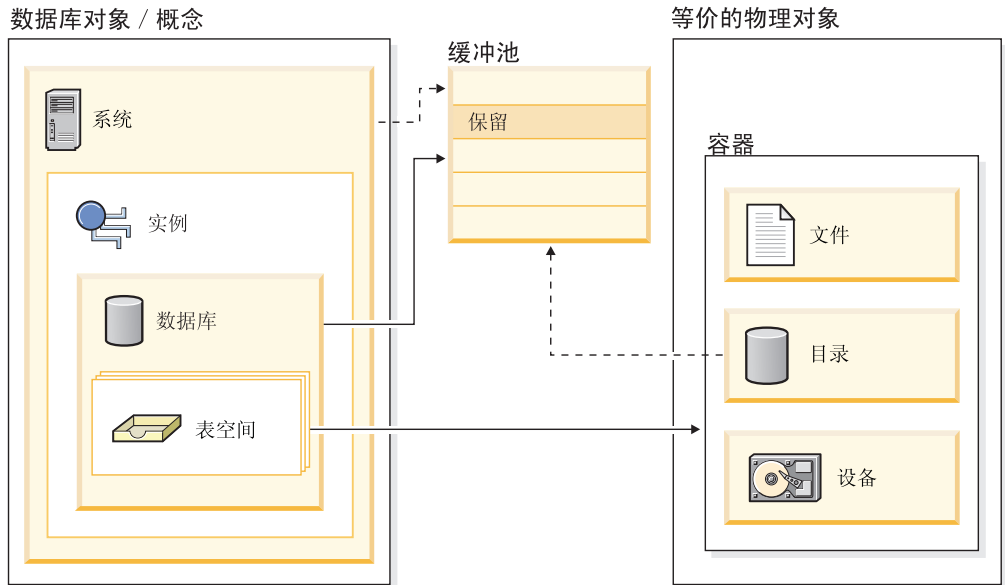 数据库对象 / 概念
系统
实例
数据库
表空间
缓冲池
保留
等价的物理对象
容器
文件
目录
设备